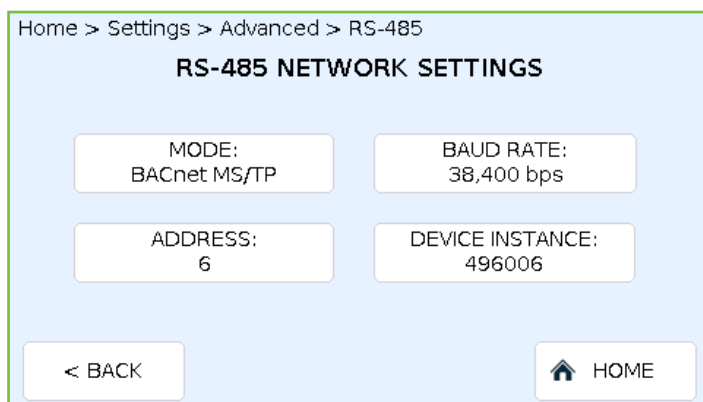 Home > Settings > Advanced > RS-485
RS-485 NETWORK SETTINGS
MODE:
BACnet MS/TP
BAUD RATE:
38,400 bps
ADDRESS:
6
DEVICE INSTANCE:
496006
< BACK
HOME